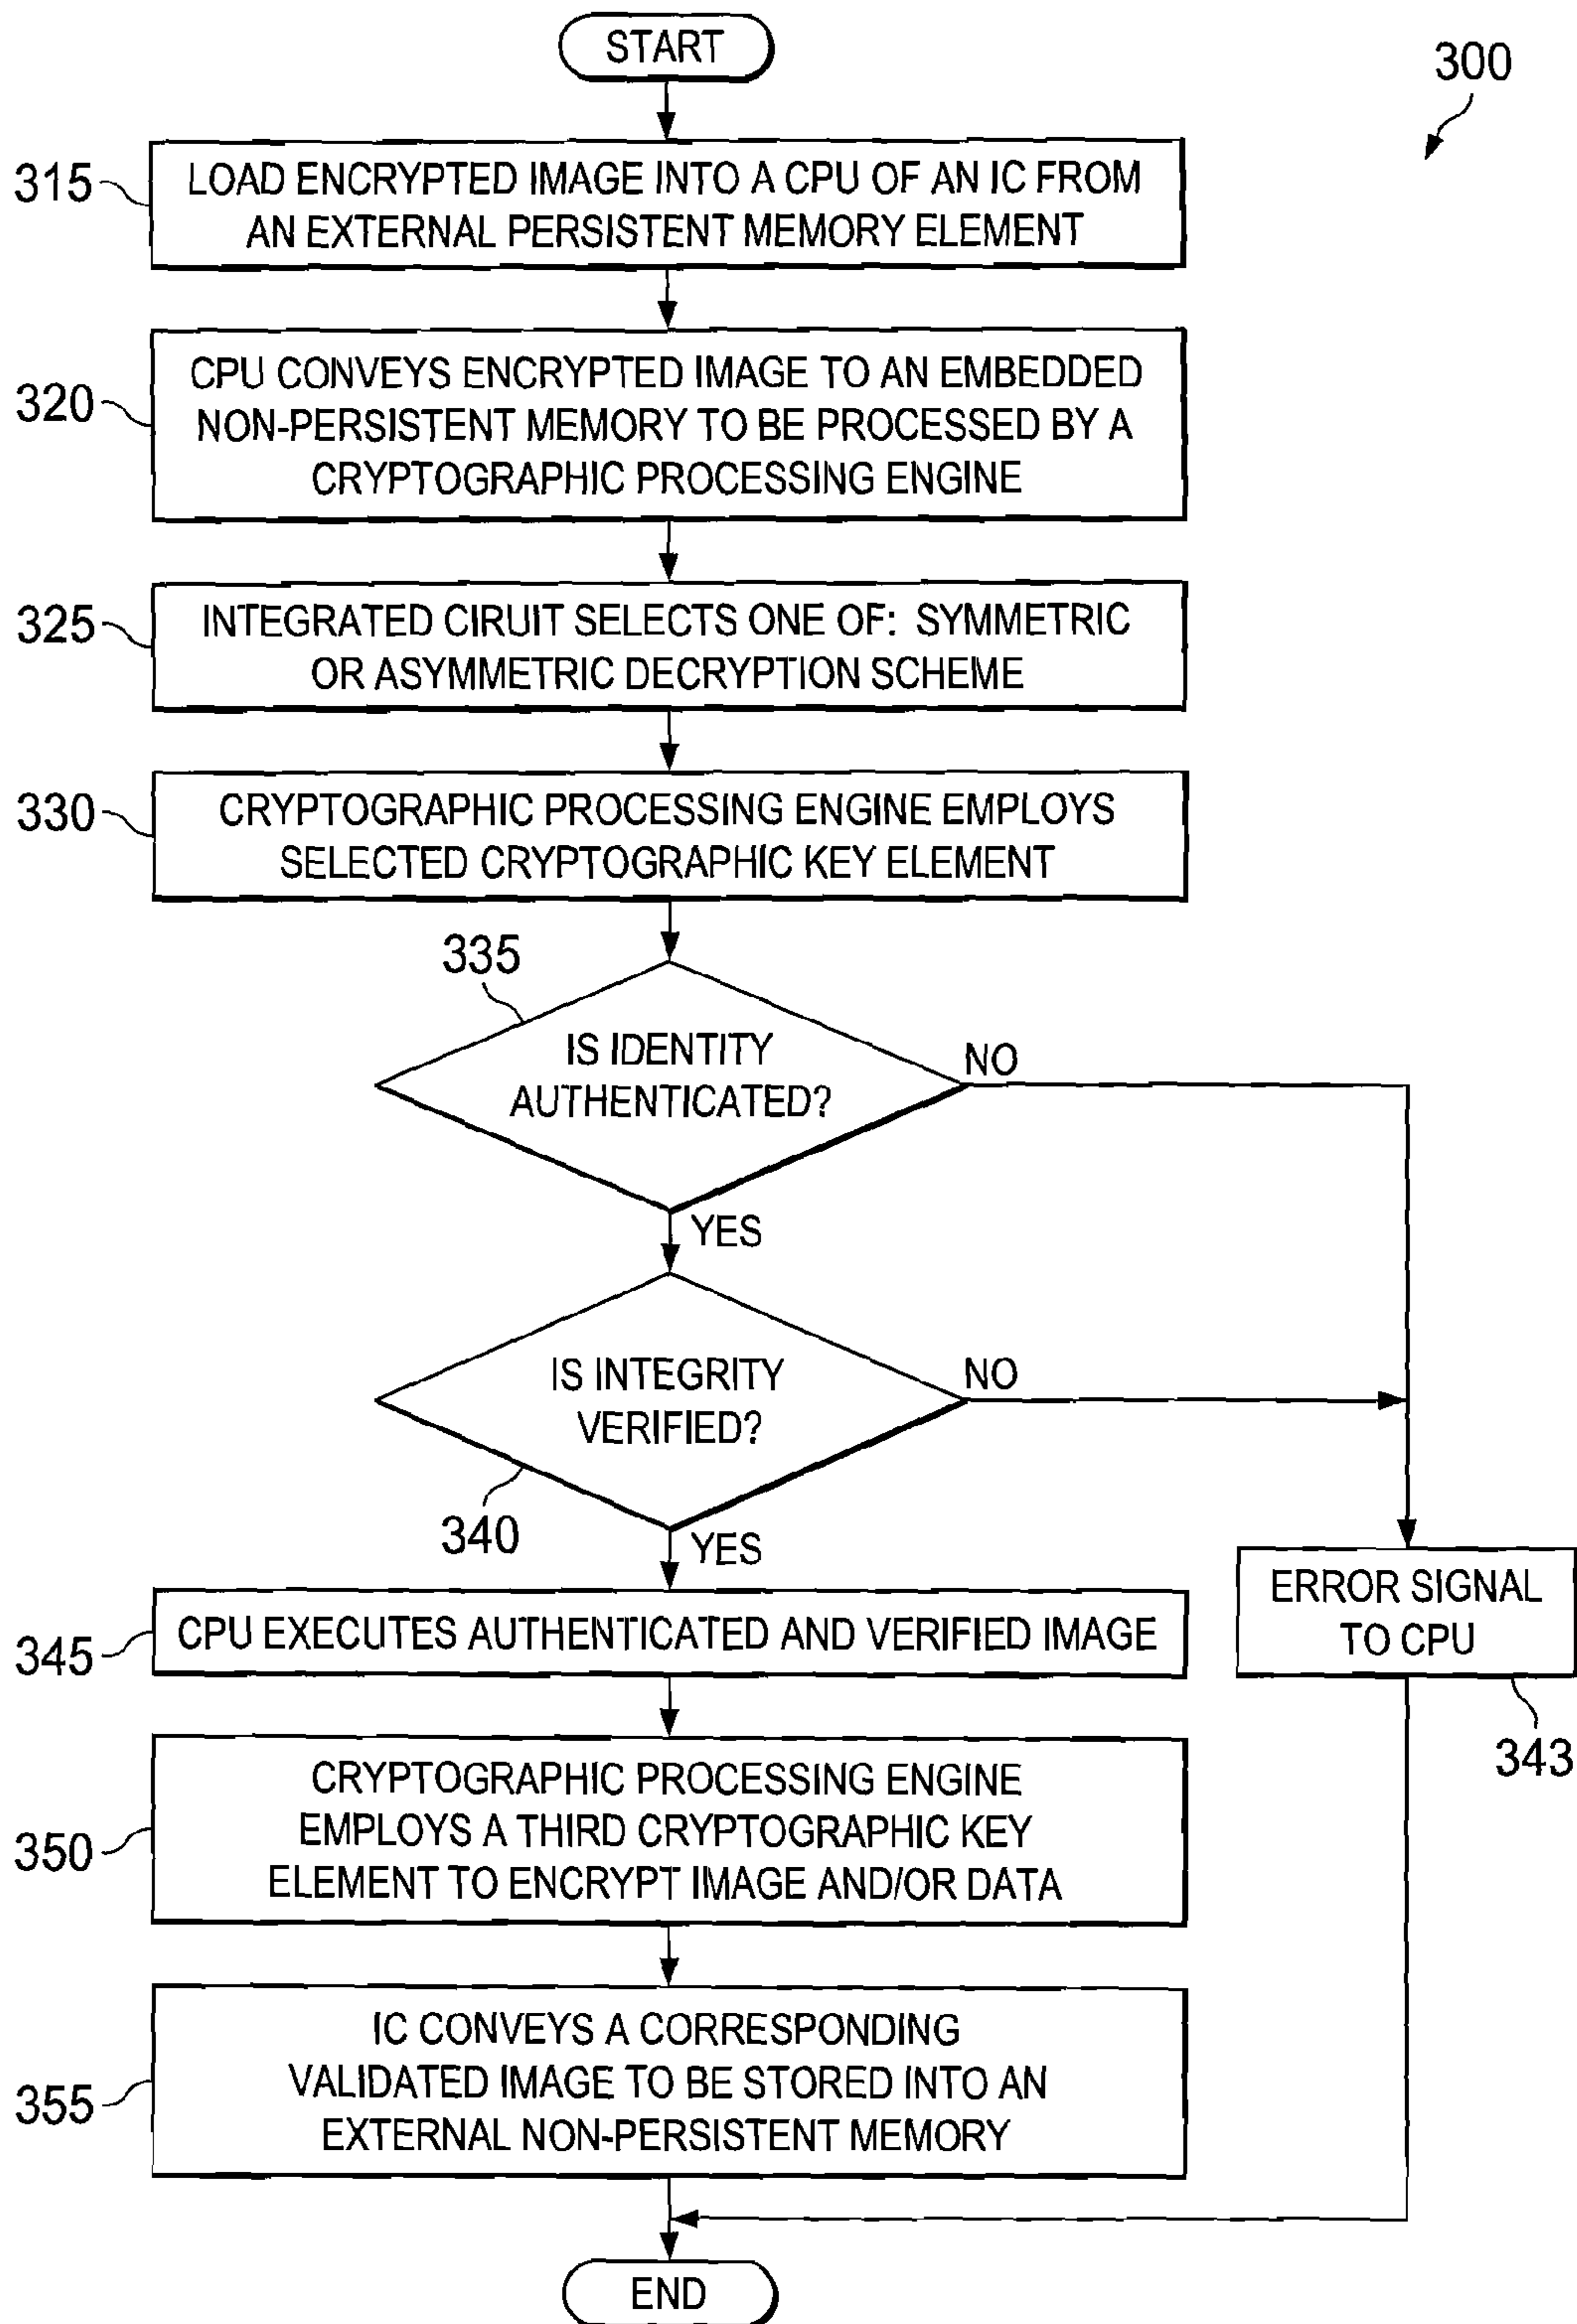 START
300
315
LOAD ENCRYPTED IMAGE INTO A CPU OF AN IC FROM
AN EXTERNAL PERSISTENT MEMORY ELEMENT
320
CPU CONVEYS ENCRYPTED IMAGE TO AN EMBEDDED
NON-PERSISTENT MEMORY TO BE PROCESSED BY A
CRYPTOGRAPHIC PROCESSING ENGINE
325
INTEGRATED CIRUIT SELECTS ONE OF: SYMMETRIC
OR ASYMMETRIC DECRYPTION SCHEME
330
CRYPTOGRAPHIC PROCESSING ENGINE EMPLOYS
SELECTED CRYPTOGRAPHIC KEY ELEMENT
335
IS IDENTITY
AUTHENTICATED?
NO
YES
IS INTEGRITY
VERIFIED?
NO
340
YES
345
CPU EXECUTES AUTHENTICATED AND VERIFIED IMAGE
ERROR SIGNAL
TO CPU
343
350
CRYPTOGRAPHIC PROCESSING ENGINE
EMPLOYS A THIRD CRYPTOGRAPHIC KEY
ELEMENT TO ENCRYPT IMAGE AND/OR DATA
355
IC CONVEYS A CORRESPONDING
VALIDATED IMAGE TO BE STORED INTO AN
EXTERNAL NON-PERSISTENT MEMORY
END